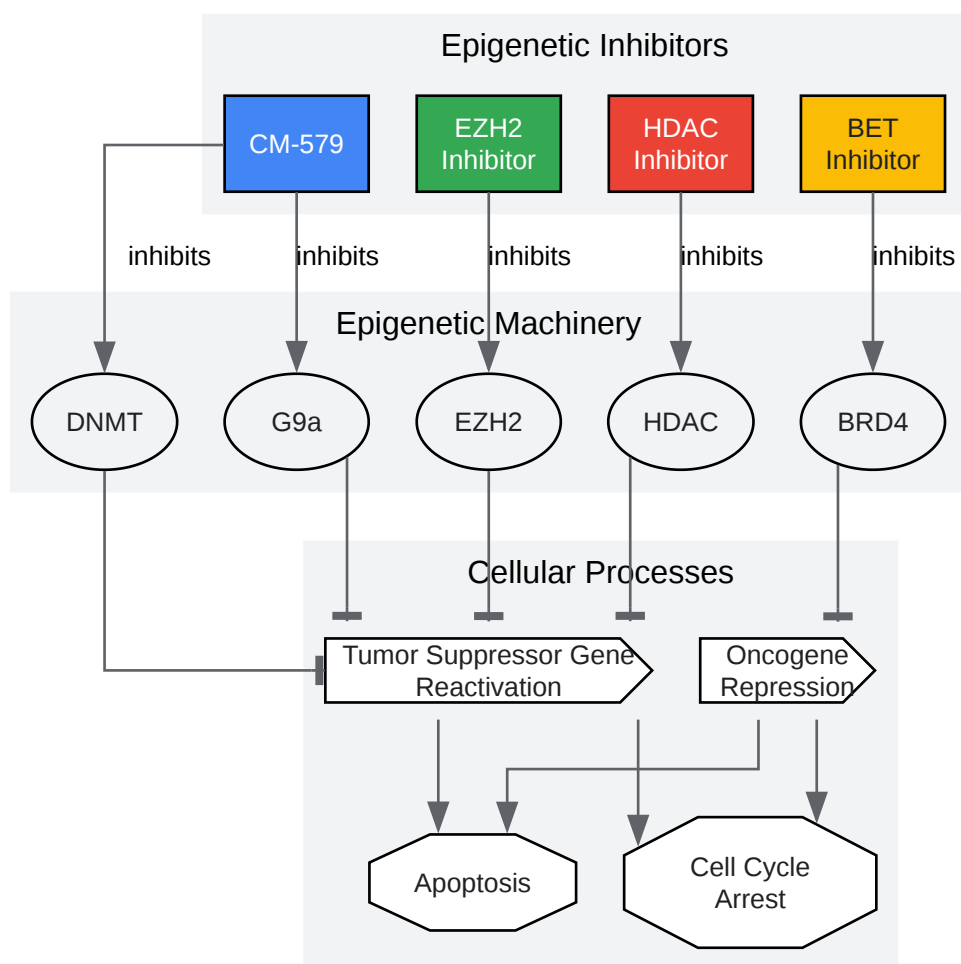 Epigenetic Inhibitors
CM-579
EZH2
Inhibitor
HDAC
Inhibitor
BET
Inhibitor
inhibits
inhibits
inhibits
inhibits
inhibits
Epigenetic Machinery
DNMT
G9a
EZH2
HDAC
BRD4
Cellular Processes
Tumor Suppressor Gene
Reactivation
Oncogene
Repression
Apoptosis
Cell Cycle
Arrest